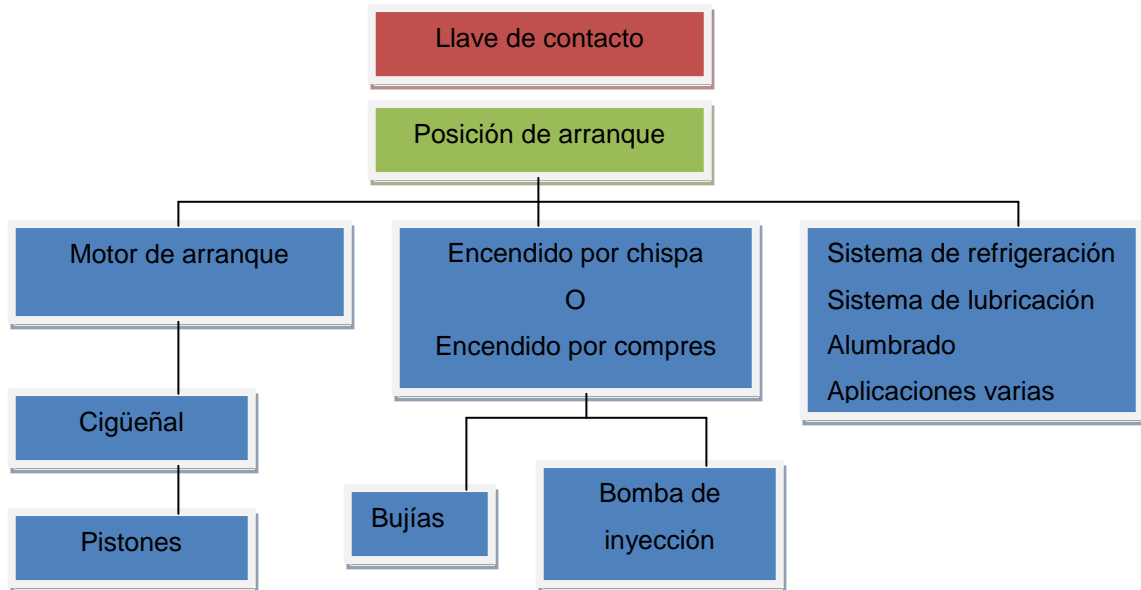 Llave de contacto
Posición de arranque
Motor de arranque
Encendido por chispa
O
Encendido por compres
Sistema de refrigeración
Sistema de lubricación
Alumbrado
Aplicaciones varias
Cigüeñal
Pistones
Bujías
Bomba de
inyección